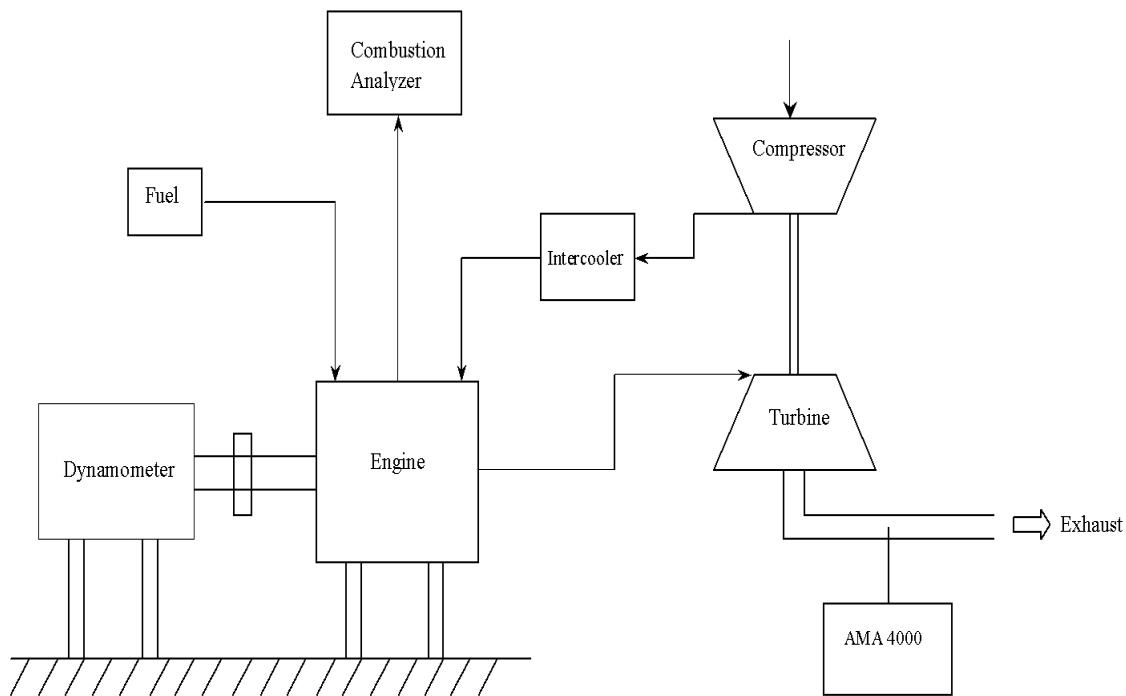 Combustion
Analyzer
Compressor
Fuel
Intercooler
Turbine
Dynamometer
Engine
Exhaust
AMA 4000